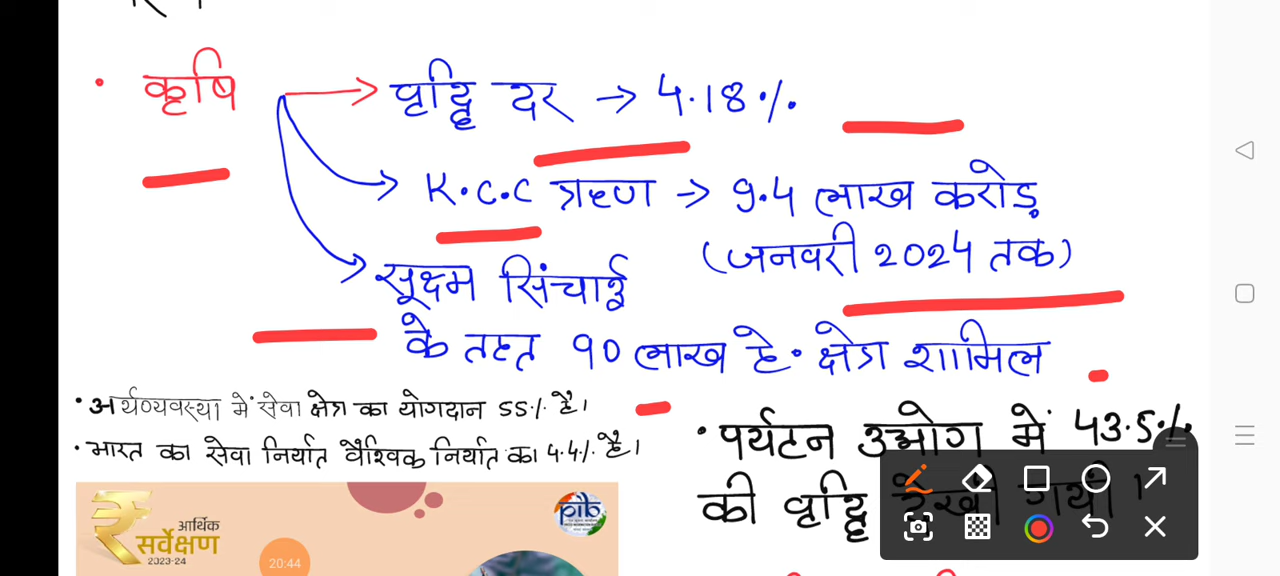 • कृषि → वृद्धि दर → 4.18%
→ K.C.C ऋण → 9.4 लाख करोड़
(जनवरी 2024 तक)
→ सूक्ष्म सिंचाई
के तहत 90 लाख हे. क्षेत्र शामिल
• अर्थव्यवस्था में सेवा क्षेत्र का योगदान 55% है।
• भारत का सेवा निर्यात वैश्विक निर्यात का 4.4% है।
• पर्यटन उद्योग में 43.5%
की वृद्धि देखी गयी।
pib
आर्थिक
सर्वेक्षण
2023-24
20:44